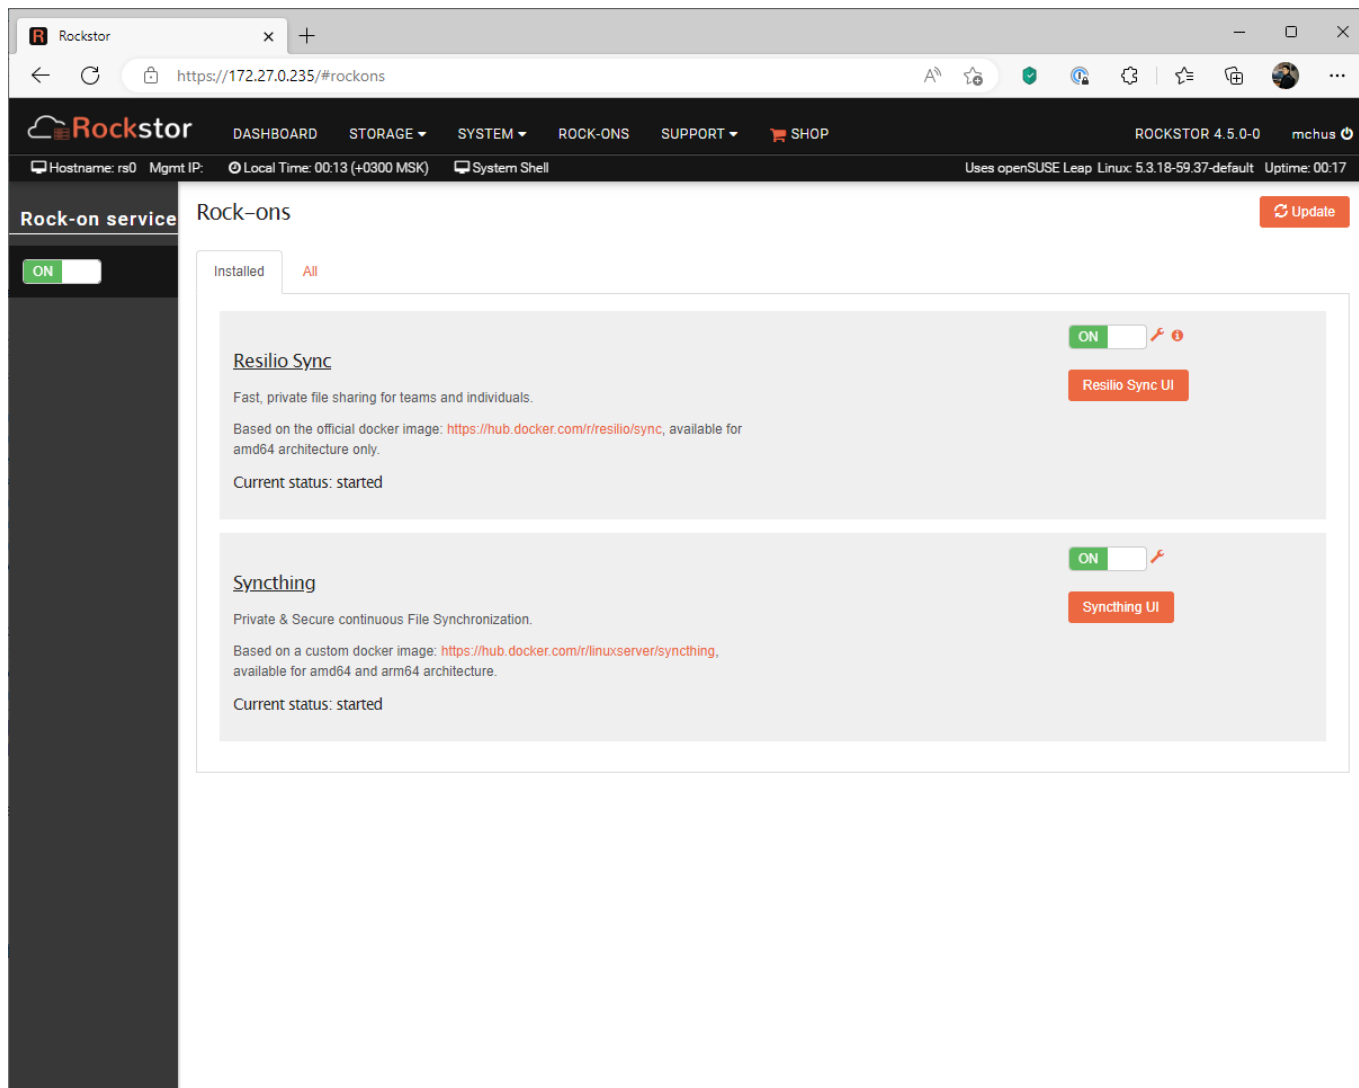 Rockstor
https://172.27.0.235/#rockons
Rockstor DASHBOARD STORAGE SYSTEM ROCK-ONS SUPPORT SHOP ROCKSTOR 4.5.0-0 mchus
Hostname: rs0 Mgmt IP: Local Time: 00:13 (+0300 MSK) System Shell Uses openSUSE Leap Linux: 5.3.18-59.37-default Uptime: 00:17
Rock-on service
ON
Rock-ons
Update
Installed All
Resilio Sync
ON
Resilio Sync UI
Fast, private file sharing for teams and individuals.
Based on the official docker image: https://hub.docker.com/r/resilio/sync, available for
amd64 architecture only.
Current status: started
Syncthing
ON
Syncthing UI
Private & Secure continuous File Synchronization.
Based on a custom docker image: https://hub.docker.com/r/linuxserver/syncthing,
available for amd64 and arm64 architecture.
Current status: started